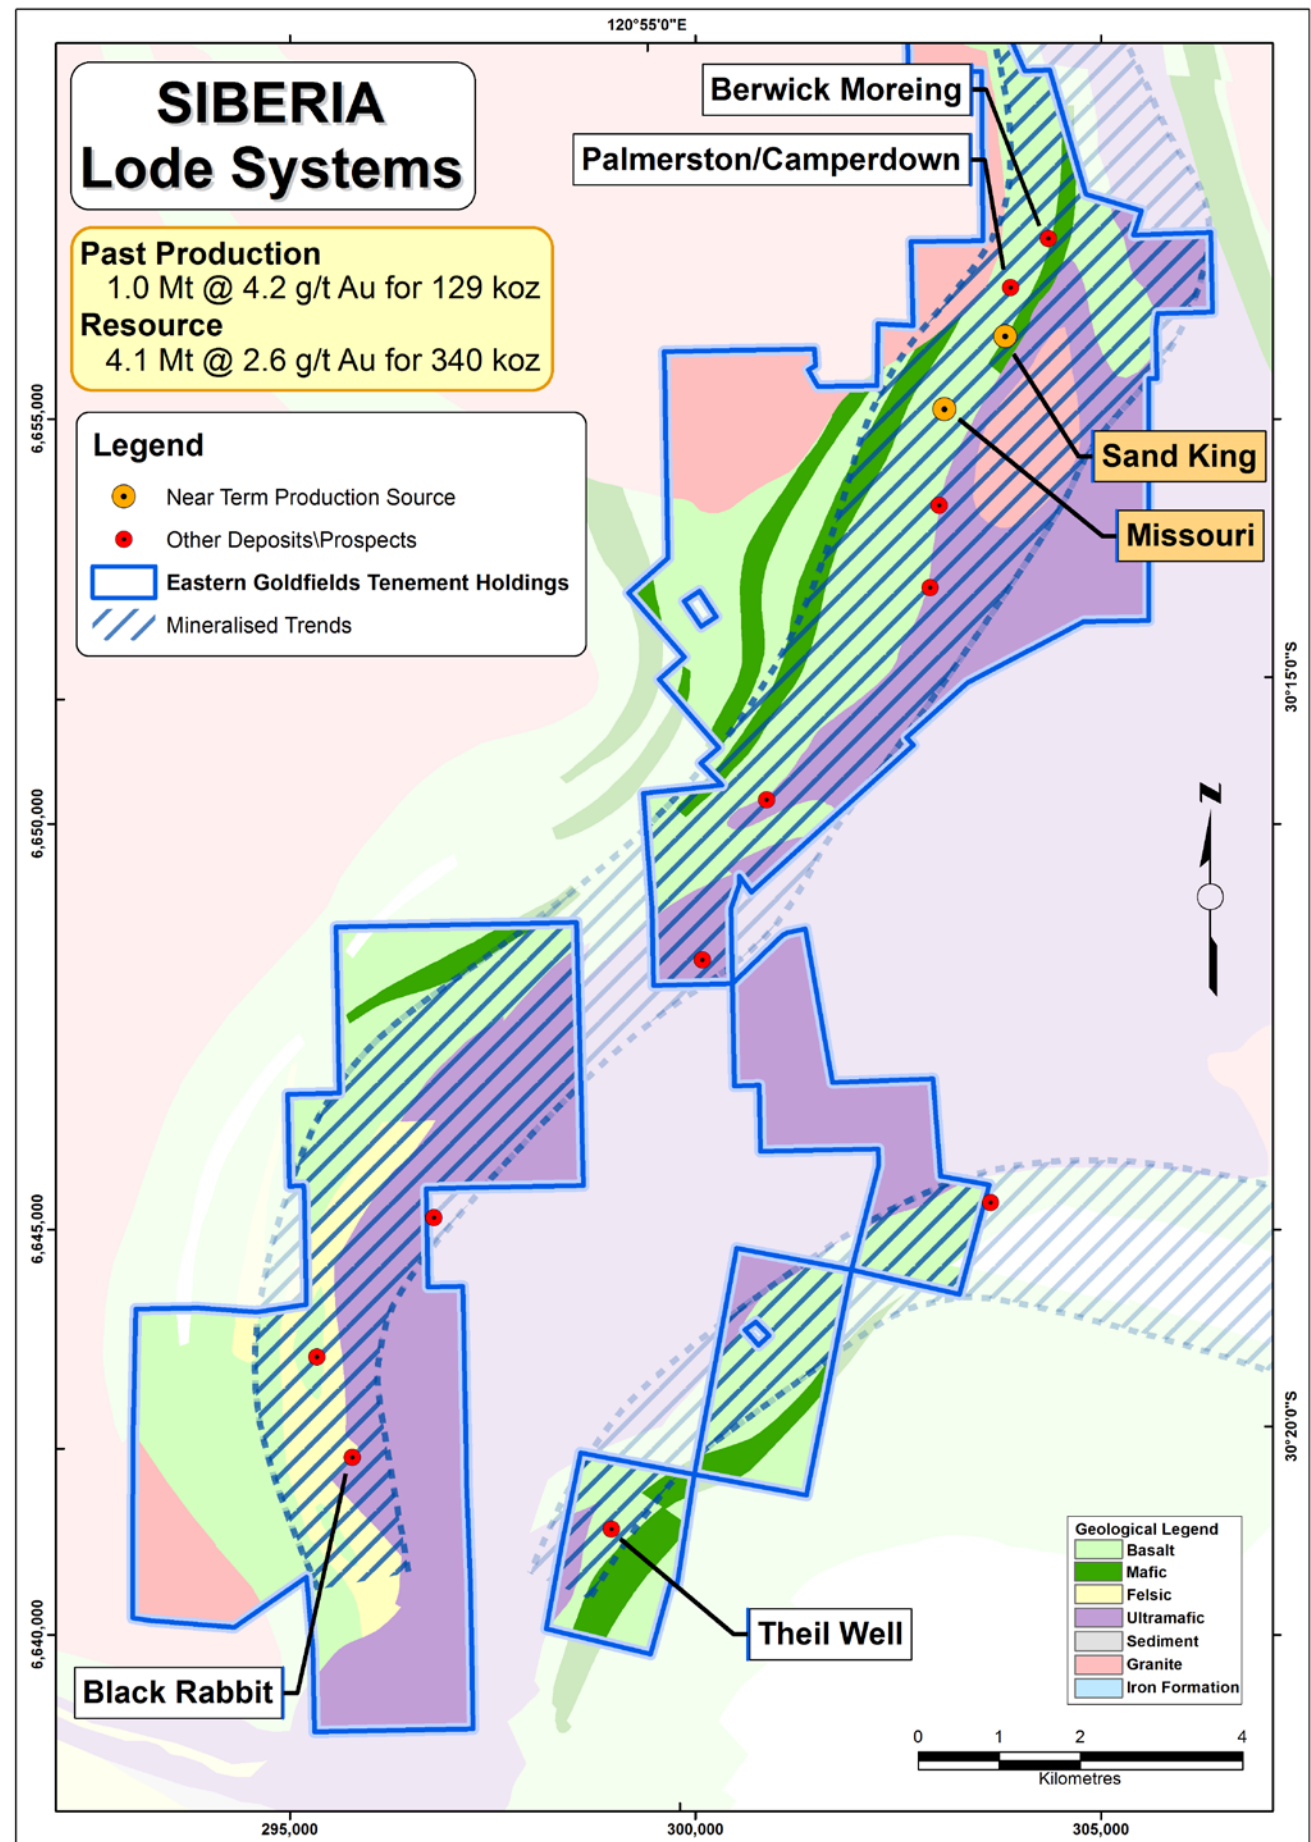 120°55'0"E
SIBERIA
Lode Systems
Past Production
1.0 Mt @ 4.2 g/t Au for 129 koz
Resource
4.1 Mt @ 2.6 g/t Au for 340 koz
Legend
Near Term Production Source
Other Deposits\Prospects
Eastern Goldfields Tenement Holdings
Mineralised Trends
Berwick Moreing
Palmerston/Camperdown
Sand King
Missouri
6,655,000
30°15'0"S
6,650,000
N
6,645,000
30°20'0"S
6,640,000
Theil Well
Black Rabbit
Geological Legend
Basalt
Mafic
Felsic
Ultramafic
Sediment
Granite
Iron Formation
0 1 2 4
Kilometres
295,000
300,000
305,000